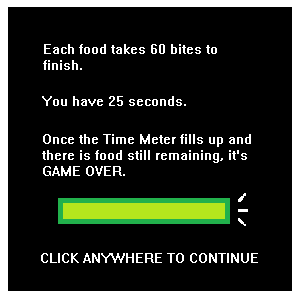 Each food takes 60 bites to
finish.
You have 25 seconds.
Once the Time Meter fills up and
there is food still remaining, it's
GAME OVER.
CLICK ANYWHERE TO CONTINUE